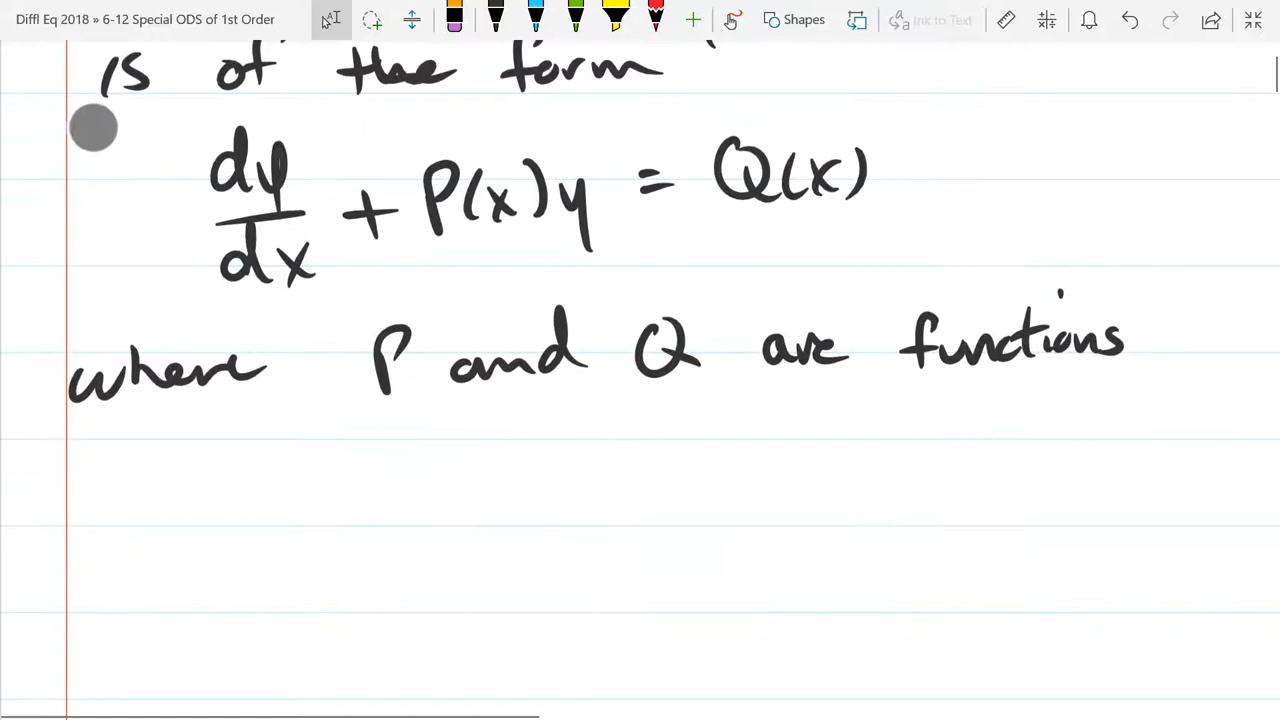 Diffl Eq 2018 » 6-12 Special ODS of 1st Order
Shapes
Ink to Text
is of the form
dy/dx + P(x)y = Q(x)
where P and Q are functions